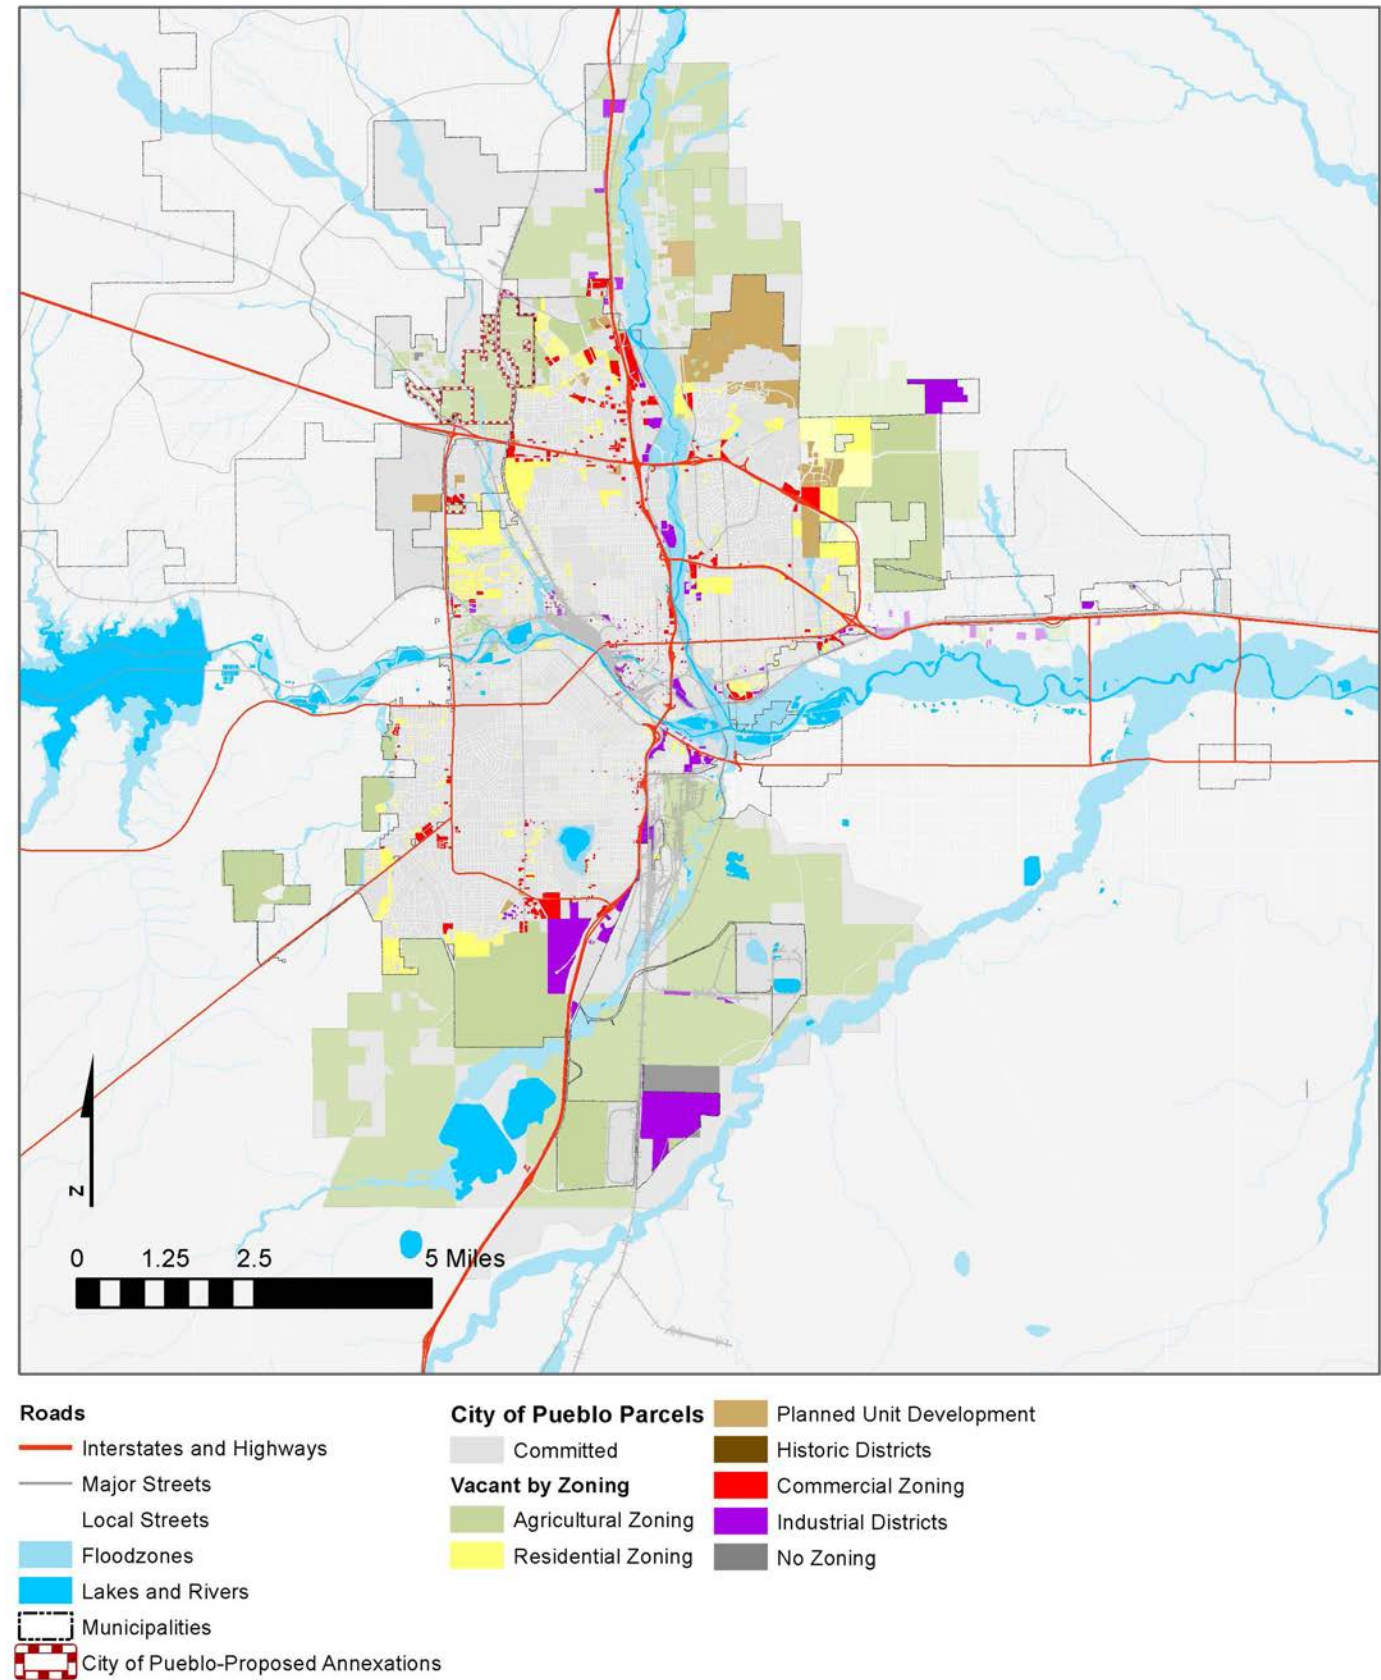 Z
0 1.25 2.5 5 Miles
Roads
Interstates and Highways
Major Streets
Local Streets
Floodzones
Lakes and Rivers
Municipalities
City of Pueblo-Proposed Annexations
City of Pueblo Parcels
Committed
Vacant by Zoning
Agricultural Zoning
Residential Zoning
Planned Unit Development
Historic Districts
Commercial Zoning
Industrial Districts
No Zoning